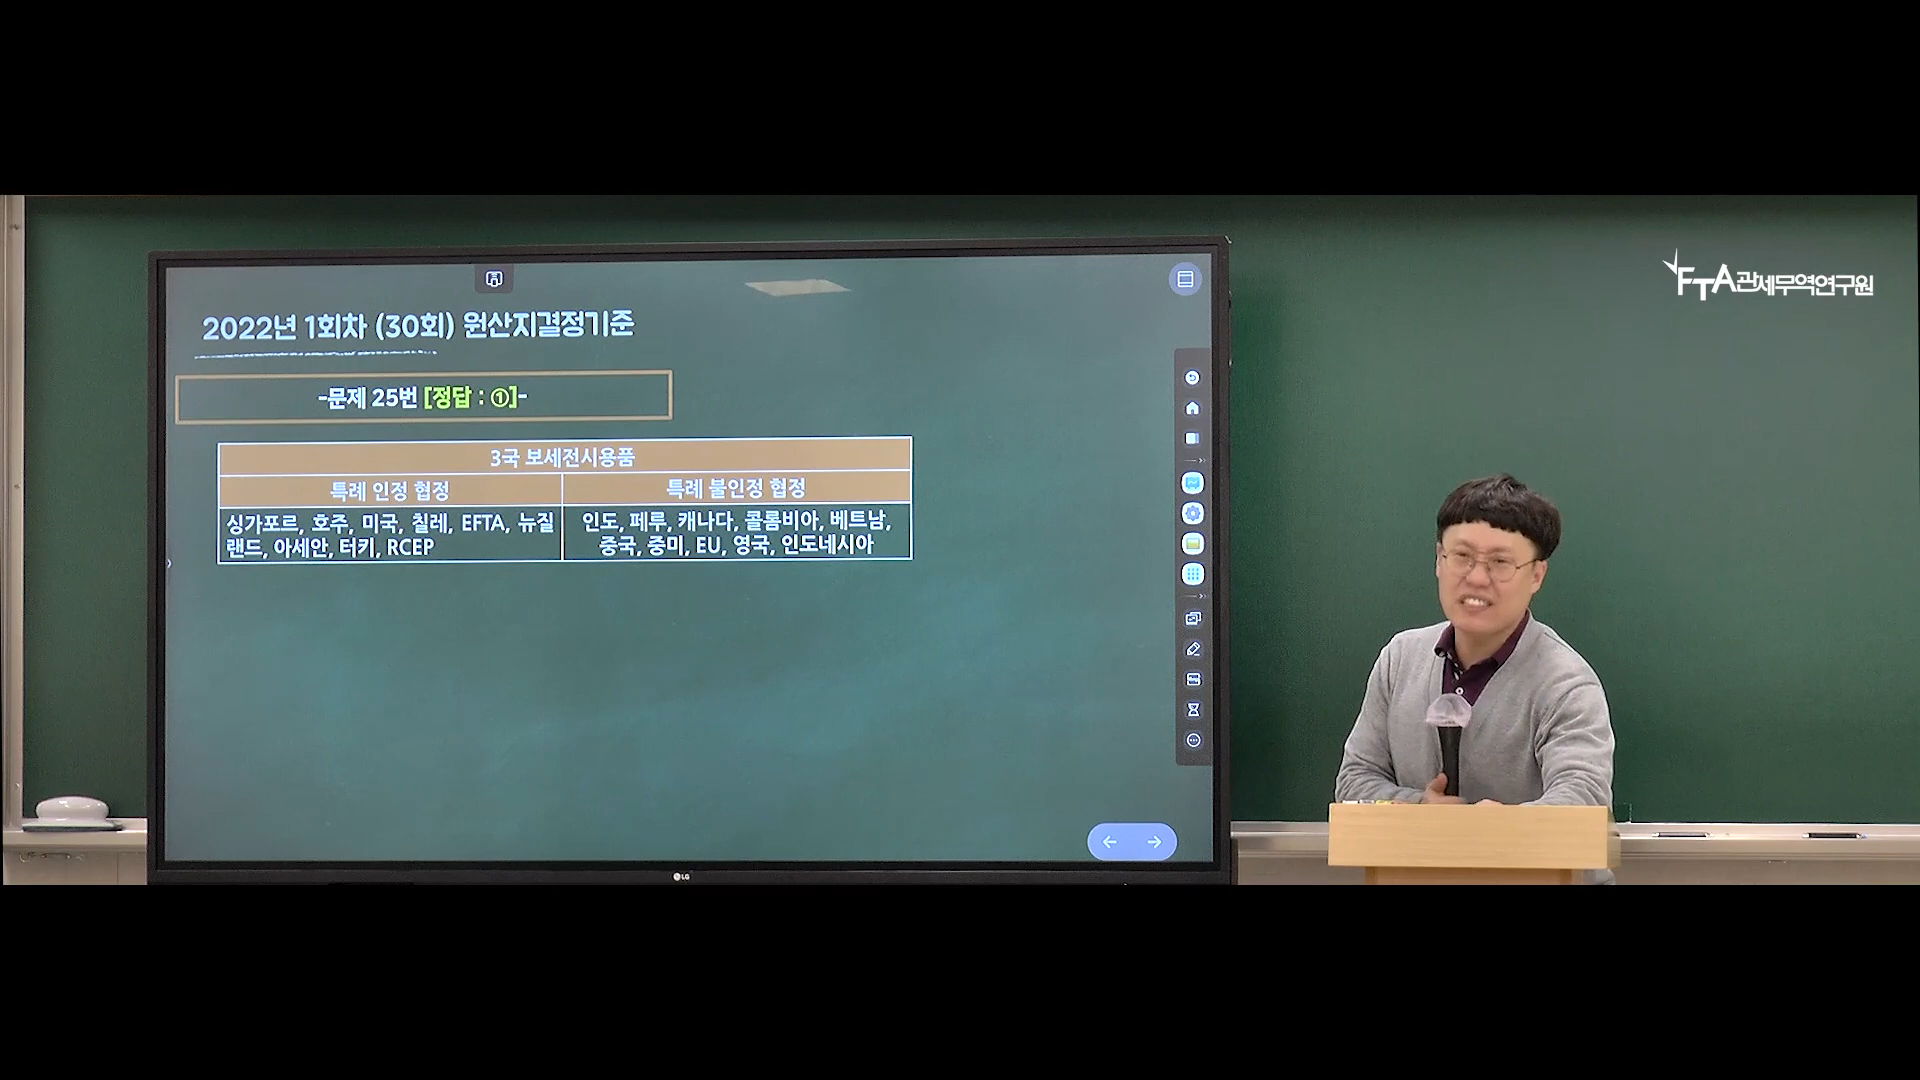 FTA관세무역연구원
2022년 1회차 (30회) 원산지결정기준
-문제 25번 [정답 : ①]-
3국 보세전시용품
특례 인정 협정
특례 불인정 협정
싱가포르, 호주, 미국, 칠레, EFTA, 뉴질
랜드, 아세안, 터키, RCEP
인도, 페루, 캐나다, 콜롬비아, 베트남,
중국, 중미, EU, 영국, 인도네시아
LG